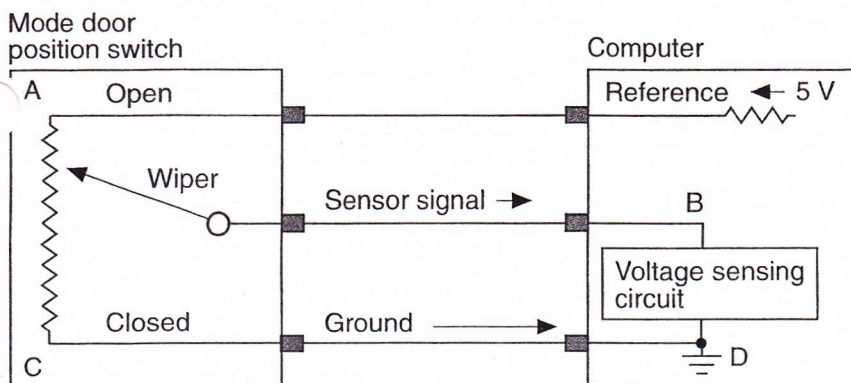 Mode door
position switch
Computer
A
Open
Reference
5 V
Wiper
Sensor signal
B
Voltage sensing
circuit
Closed
Ground
C
D